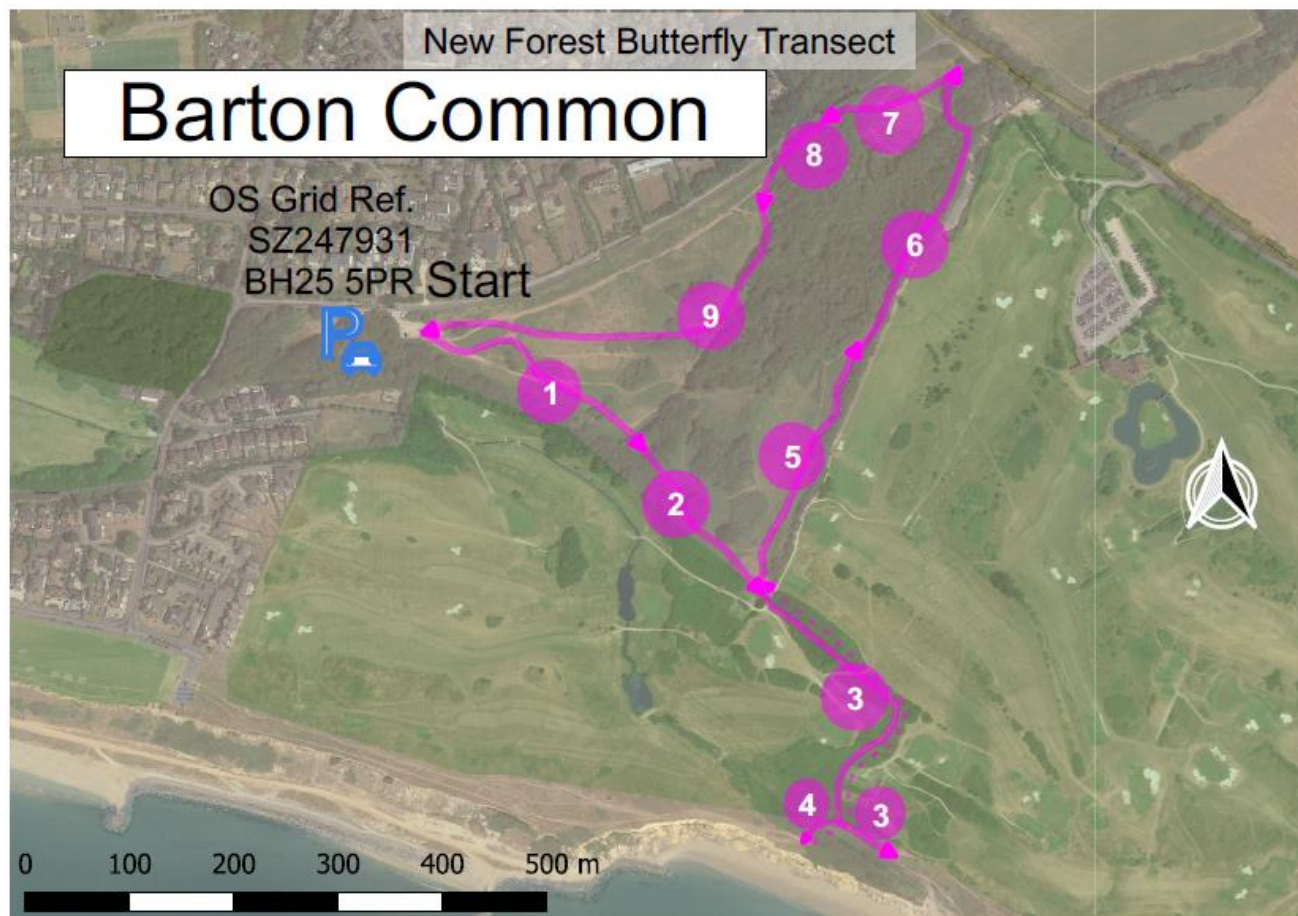 New Forest Butterfly Transect
Barton Common
OS Grid Ref.
SZ247931
BH25 5PR Start
P
7
8
6
9
1
5
2
3
4
3
0 100 200 300 400 500 m